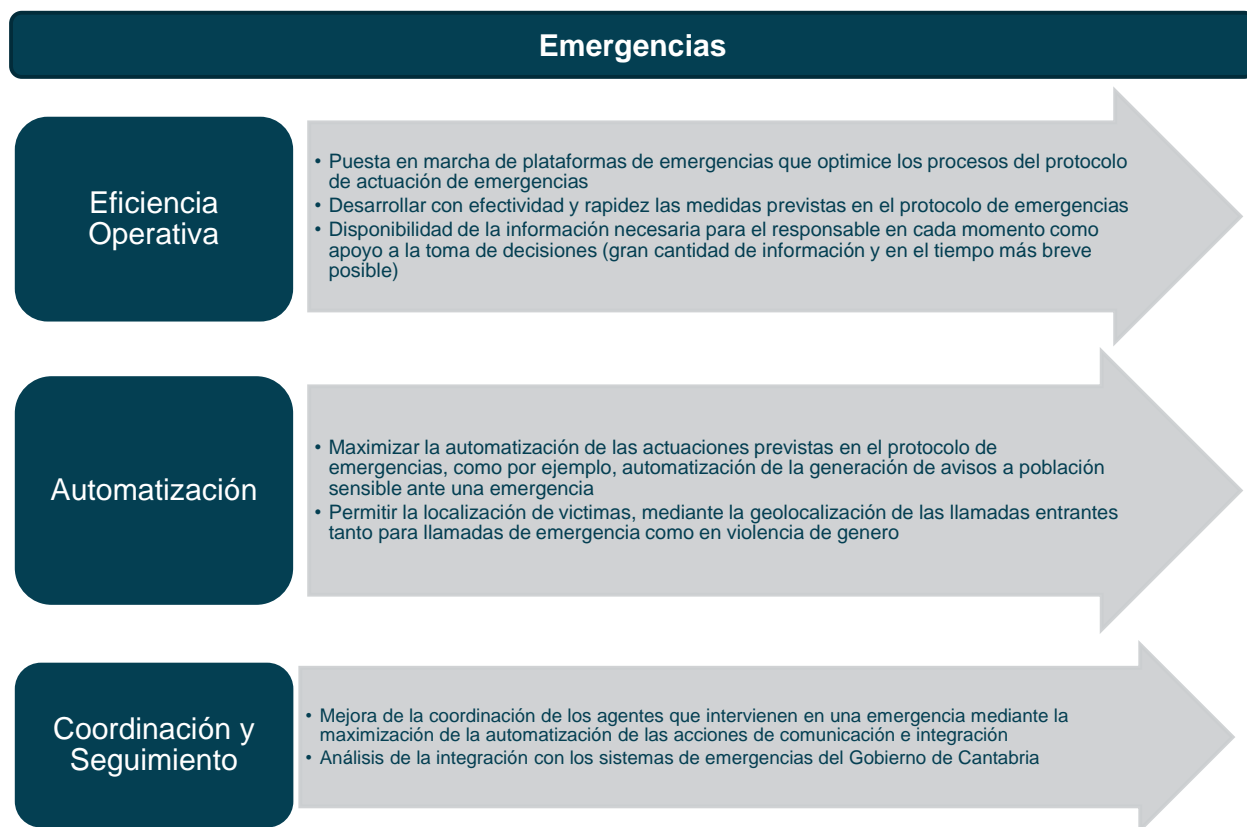 Emergencias
Eficiencia
Operativa
• Puesta en marcha de plataformas de emergencias que optimice los procesos del protocolo
de actuación de emergencias
• Desarrollar con efectividad y rapidez las medidas previstas en el protocolo de emergencias
• Disponibilidad de la información necesaria para el responsable en cada momento como
apoyo a la toma de decisiones (gran cantidad de información y en el tiempo más breve
posible)
Automatización
• Maximizar la automatización de las actuaciones previstas en el protocolo de
emergencias, como por ejemplo, automatización de la generación de avisos a población
sensible ante una emergencia
• Permitir la localización de victimas, mediante la geolocalización de las llamadas entrantes
tanto para llamadas de emergencia como en violencia de genero
Coordinación y
Seguimiento
• Mejora de la coordinación de los agentes que intervienen en una emergencia mediante la
maximización de la automatización de las acciones de comunicación e integración
• Análisis de la integración con los sistemas de emergencias del Gobierno de Cantabria